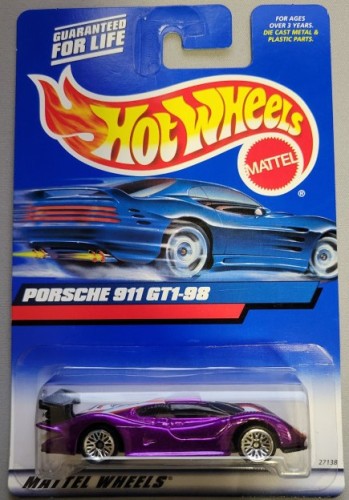 GUARANTEED
FOR LIFE
FOR AGES
OVER 3 YEARS.
DIE CAST METAL &
PLASTIC PARTS.
HOT WHEELS
MATTEL
®
PORSCHE 911 GT1-98
27138
MATTEL WHEELS